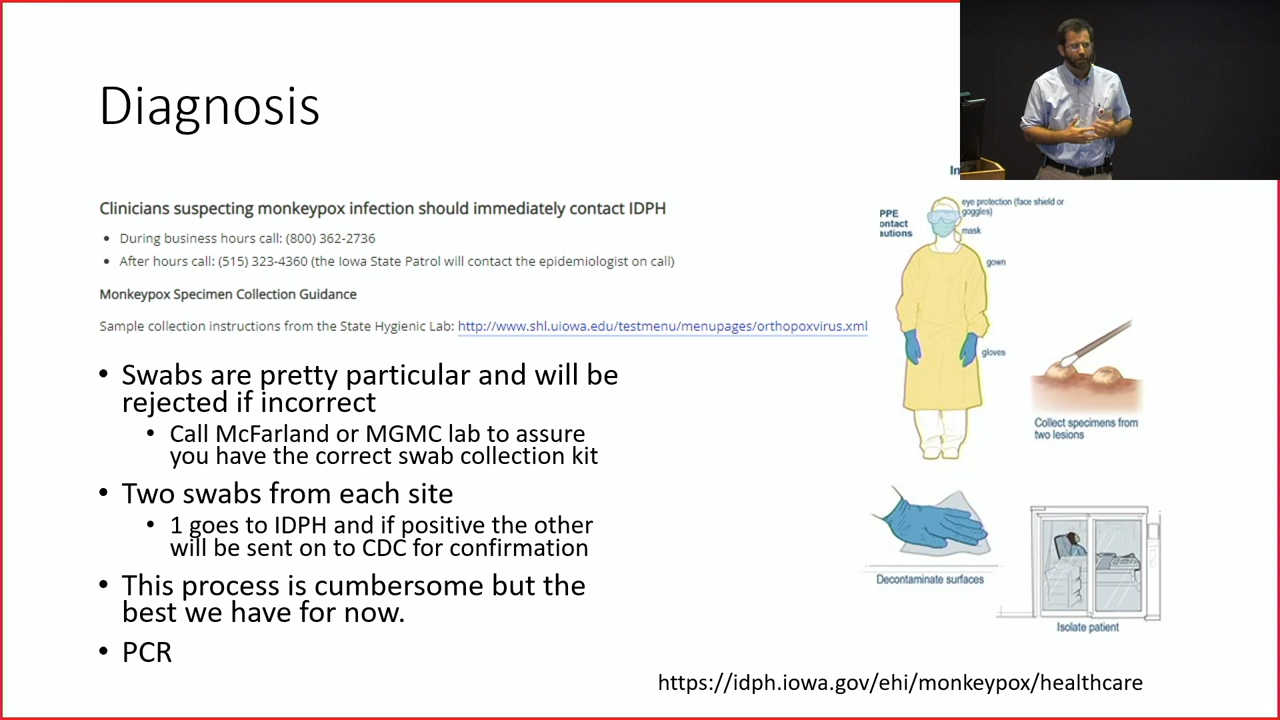 Diagnosis
Clinicians suspecting monkeypox infection should immediately contact IDPH
• During business hours call: (800) 362-2736
• After hours call: (515) 323-4360 (the Iowa State Patrol will contact the epidemiologist on call)
Monkeypox Specimen Collection Guidance
Sample collection instructions from the State Hygienic Lab: http://www.shl.uiowa.edu/testmenu/menupages/orthopoxvirus.xml
• Swabs are pretty particular and will be
rejected if incorrect
• Call McFarland or MGMC lab to assure
you have the correct swab collection kit
• Two swabs from each site
• 1 goes to IDPH and if positive the other
will be sent on to CDC for confirmation
• This process is cumbersome but the
best we have for now.
• PCR
In
PPE
ontact
autions
eye protection (face shield or
goggles)
mask
gown
gloves
Collect specimens from
two lesions
Decontaminate surfaces
Isolate patient
https://idph.iowa.gov/ehi/monkeypox/healthcare